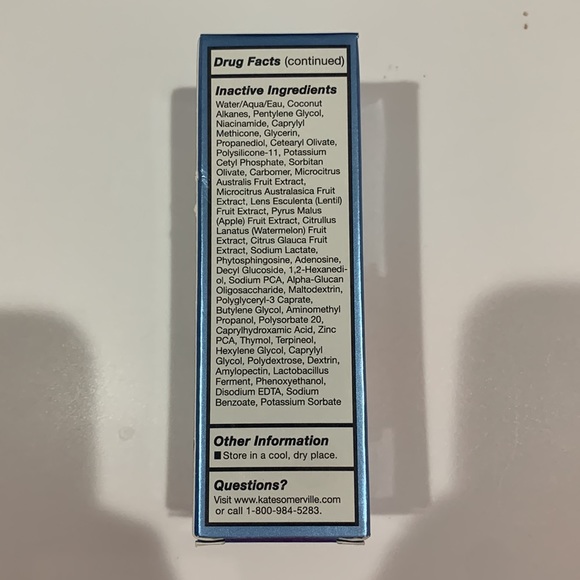 Drug Facts (continued)
Inactive Ingredients
Water/Aqua/Eau, Coconut
Alkanes, Pentylene Glycol,
Niacinamide, Caprylyl
Methicone, Glycerin,
Propanediol, Cetearyl Olivate,
Polysilicone-11, Potassium
Cetyl Phosphate, Sorbitan
Olivate, Carbomer, Microcitrus
Australis Fruit Extract,
Microcitrus Australasica Fruit
Extract, Lens Esculenta (Lentil)
Fruit Extract, Pyrus Malus
(Apple) Fruit Extract, Citrullus
Lanatus (Watermelon) Fruit
Extract, Citrus Glauca Fruit
Extract, Sodium Lactate,
Phytosphingosine, Adenosine,
Decyl Glucoside, 1,2-Hexanedi-
ol, Sodium PCA, Alpha-Glucan
Oligosaccharide, Maltodextrin,
Polyglyceryl-3 Caprate,
Butylene Glycol, Aminomethyl
Propanol, Polysorbate 20,
Caprylhydroxamic Acid, Zinc
PCA, Thymol, Terpineol,
Hexylene Glycol, Caprylyl
Glycol, Polydextrose, Dextrin,
Amylopectin, Lactobacillus
Ferment, Phenoxyethanol,
Disodium EDTA, Sodium
Benzoate, Potassium Sorbate
Other Information
■ Store in a cool, dry place.
Questions?
Visit www.katesomerville.com
or call 1-800-984-5283.